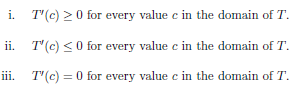 i. T′(c) ≥ 0 for every value c in the domain of T.
ii. T′(c) ≤ 0 for every value c in the domain of T.
iii. T′(c) = 0 for every value c in the domain of T.